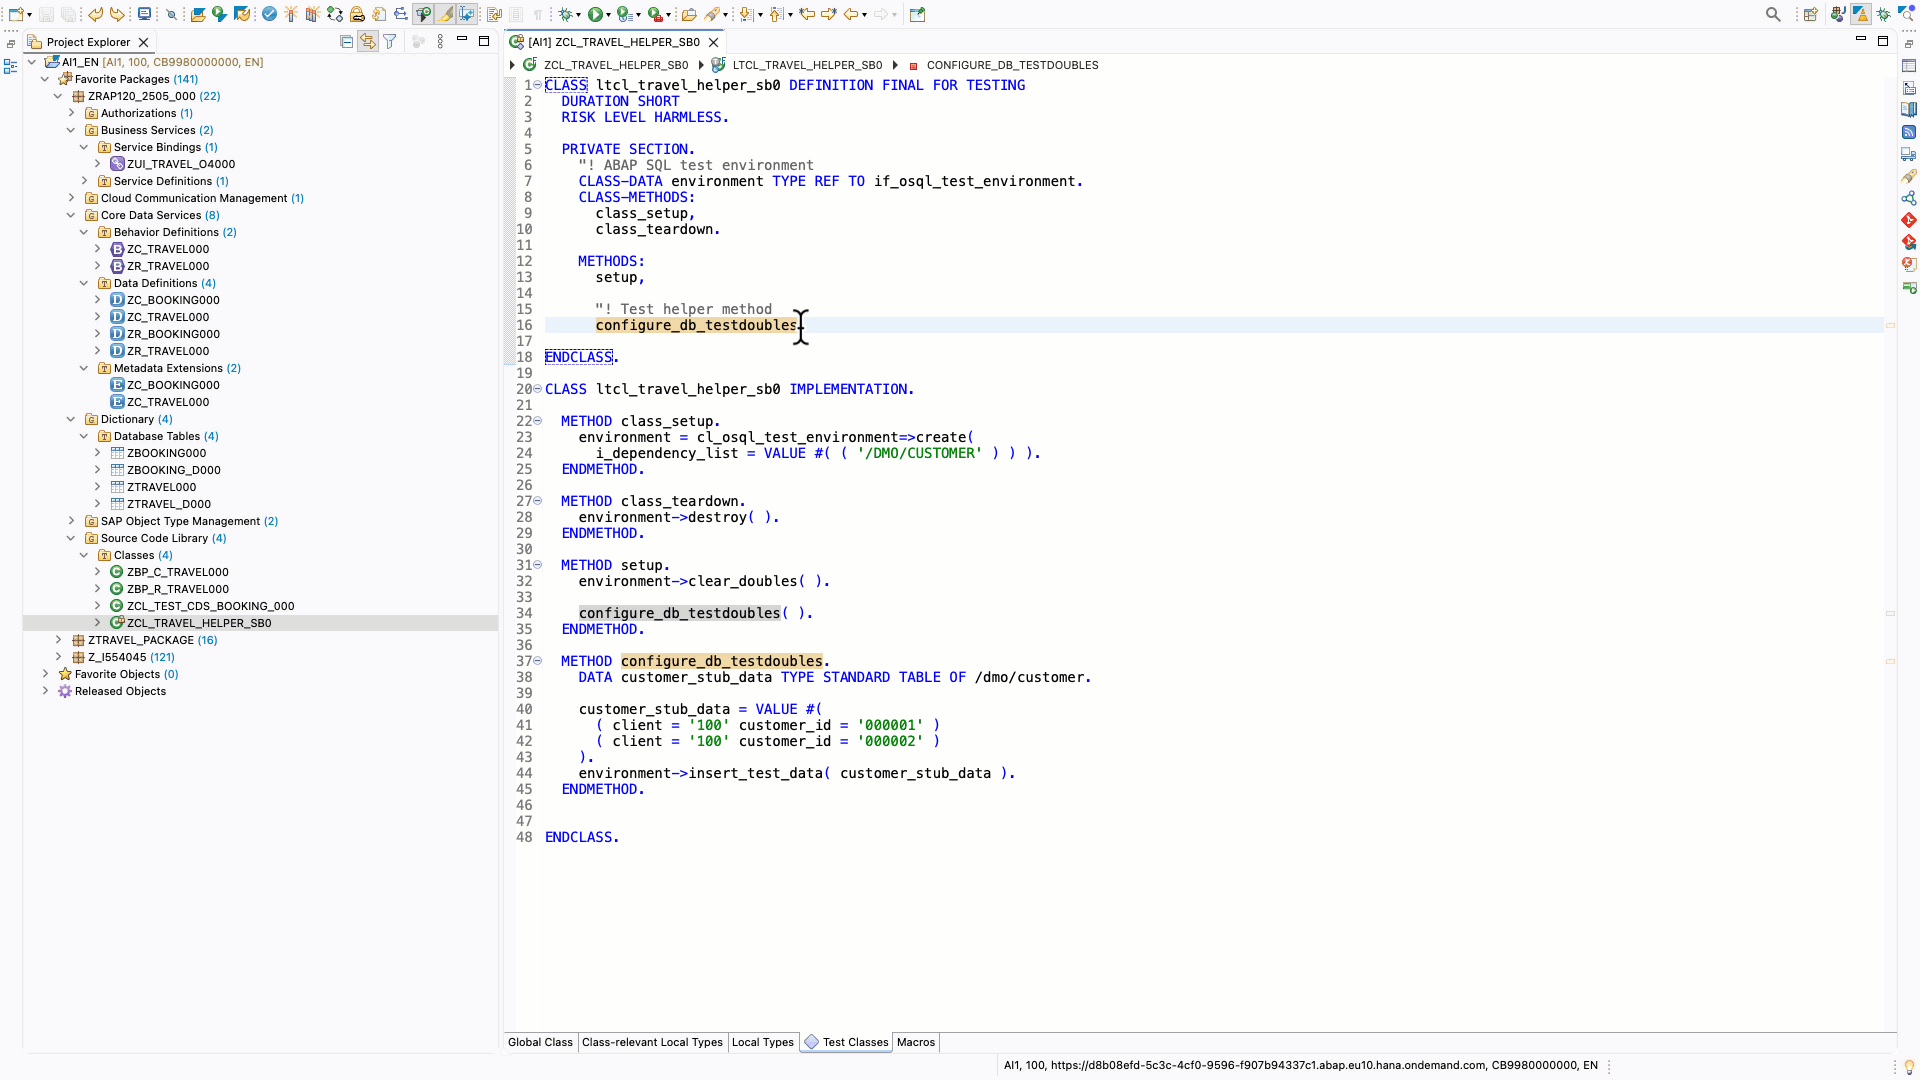 Project Explorer
[AI1] ZCL_TRAVEL_HELPER_SB0
AI1_EN [AI1, 100, CB9980000000, EN]
Favorite Packages (141)
ZRAP120_2505_000 (22)
Authorizations (1)
Business Services (2)
Service Bindings (1)
ZUI_TRAVEL_O4000
Service Definitions (1)
Cloud Communication Management (1)
Core Data Services (8)
Behavior Definitions (2)
ZC_TRAVEL000
ZR_TRAVEL000
Data Definitions (4)
ZC_BOOKING000
ZC_TRAVEL000
ZR_BOOKING000
ZR_TRAVEL000
Metadata Extensions (2)
ZC_BOOKING000
ZC_TRAVEL000
Dictionary (4)
Database Tables (4)
ZBOOKING000
ZBOOKING_D000
ZTRAVEL000
ZTRAVEL_D000
SAP Object Type Management (2)
Source Code Library (4)
Classes (4)
ZBP_C_TRAVEL000
ZBP_R_TRAVEL000
ZCL_TEST_CDS_BOOKING_000
ZCL_TRAVEL_HELPER_SB0
ZTRAVEL_PACKAGE (16)
Z_I554045 (121)
Favorite Objects (0)
Released Objects
ZCL_TRAVEL_HELPER_SB0 LTCL_TRAVEL_HELPER_SB0 CONFIGURE_DB_TESTDOUBLES
1 CLASS ltcl_travel_helper_sb0 DEFINITION FINAL FOR TESTING
2 DURATION SHORT
3 RISK LEVEL HARMLESS.
4
5 PRIVATE SECTION.
6 "! ABAP SQL test environment
7 CLASS-DATA environment TYPE REF TO if_osql_test_environment.
8 CLASS-METHODS:
9 class_setup,
10 class_teardown.
11
12 METHODS:
13 setup,
14
15 "! Test helper method
16 configure_db_testdoubles.
17
18 ENDCLASS.
19
20 CLASS ltcl_travel_helper_sb0 IMPLEMENTATION.
21
22 METHOD class_setup.
23 environment = cl_osql_test_environment=>create(
24 i_dependency_list = VALUE #( ( '/DMO/CUSTOMER' ) ) ).
25 ENDMETHOD.
26
27 METHOD class_teardown.
28 environment->destroy( ).
29 ENDMETHOD.
30
31 METHOD setup.
32 environment->clear_doubles( ).
33
34 configure_db_testdoubles( ).
35 ENDMETHOD.
36
37 METHOD configure_db_testdoubles.
38 DATA customer_stub_data TYPE STANDARD TABLE OF /dmo/customer.
39
40 customer_stub_data = VALUE #(
41 ( client = '100' customer_id = '000001' )
42 ( client = '100' customer_id = '000002' )
43 ).
44 environment->insert_test_data( customer_stub_data ).
45 ENDMETHOD.
46
47
48 ENDCLASS.
Global Class Class-relevant Local Types Local Types Test Classes Macros
AI1, 100, https://d8b08efd-5c3c-4cf0-9596-f907b94337c1.abap.eu10.hana.ondemand.com, CB9980000000, EN